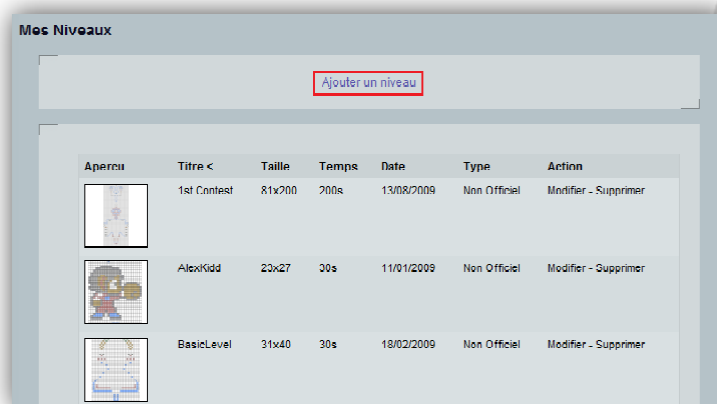 Mes Niveaux
Ajouter un niveau
Apercu Titre < Taille Temps Date Type Action
1st Contest 81x200 200s 13/08/2009 Non Officiel Modifier - Supprimer
AlexKidd 23x27 30s 11/01/2009 Non Officiel Modifier - Supprimer
BasicLevel 31x40 30s 18/02/2009 Non Officiel Modifier - Supprimer